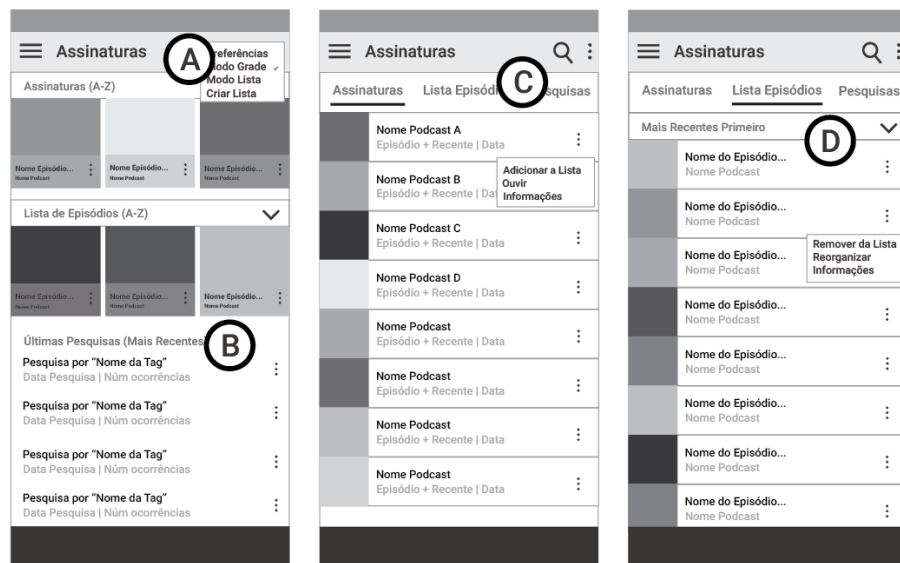 Assinaturas
A
Preferências
Modo Grade
Modo Lista
Criar Lista
Assinaturas (A-Z)
Nome Episódio... Nome Episódio... Nome Episódio...
Nome Podcast Nome Podcast Nome Podcast
Lista de Episódios (A-Z)
Nome Episódio... Nome Episódio... Nome Episódio...
Nome Podcast Nome Podcast Nome Podcast
Últimas Pesquisas (Mais Recentes
B
Pesquisa por “Nome da Tag”
Data Pesquisa | Núm ocorrências
Pesquisa por “Nome da Tag”
Data Pesquisa | Núm ocorrências
Pesquisa por “Nome da Tag”
Data Pesquisa | Núm ocorrências
Pesquisa por “Nome da Tag”
Data Pesquisa | Núm ocorrências
Assinaturas
C
Assinaturas Lista Episódi squisas
Nome Podcast A
Episódio + Recente | Data
Adicionar a Lista
Ouvir
Informações
Nome Podcast B
Episódio + Recente | Dat
Nome Podcast C
Episódio + Recente | Data
Nome Podcast D
Episódio + Recente | Data
Nome Podcast
Episódio + Recente | Data
Nome Podcast
Episódio + Recente | Data
Nome Podcast
Episódio + Recente | Data
Nome Podcast
Episódio + Recente | Data
Assinaturas
Assinaturas Lista Episódios Pesquisas
Mais Recentes Primeiro
D
Nome do Episódio...
Nome Podcast
Nome do Episódio...
Nome Podcast
Remover da Lista
Reorganizar
Informações
Nome do Episódio...
Nome Podcast
Nome do Episódio...
Nome Podcast
Nome do Episódio...
Nome Podcast
Nome do Episódio...
Nome Podcast
Nome do Episódio...
Nome Podcast
Nome do Episódio...
Nome Podcast